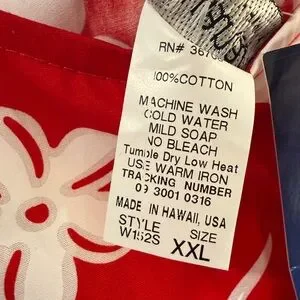 RN# 3670
100%COTTON
MACHINE WASH
COLD WATER
MILD SOAP
NO BLEACH
Tumble Dry Low Heat
USE WARM IRON
TRACKING NUMBER
09 3001 0316
MADE IN HAWAII, USA
STYLE SIZE
W152S XXL